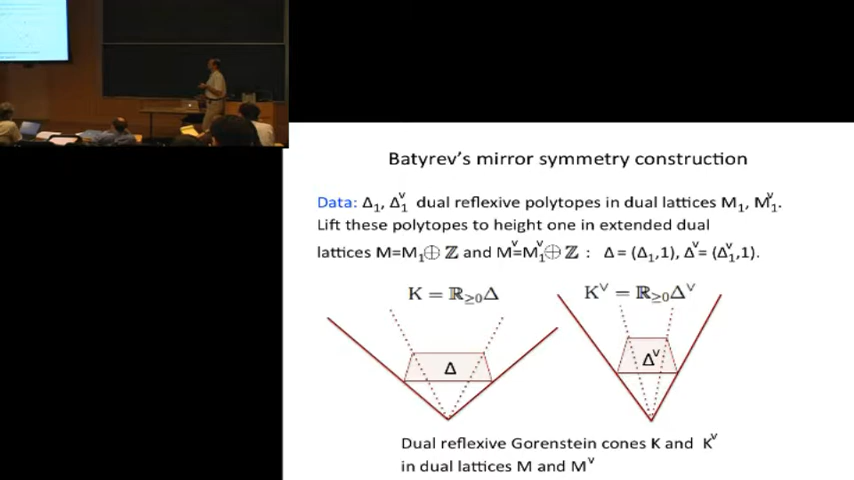 Batyrev's mirror symmetry construction
Data: Δ₁, Δ₁ᵛ dual reflexive polytopes in dual lattices M₁, M₁ᵛ.
Lift these polytopes to height one in extended dual
lattices M=M₁⊕ℤ and Mᵛ=M₁ᵛ⊕ℤ : Δ = (Δ₁,1), Δᵛ= (Δ₁ᵛ,1).
K = ℝ≥0Δ
Kᵛ = ℝ≥0Δᵛ
Δ
Δᵛ
Dual reflexive Gorenstein cones K and Kᵛ
in dual lattices M and Mᵛ